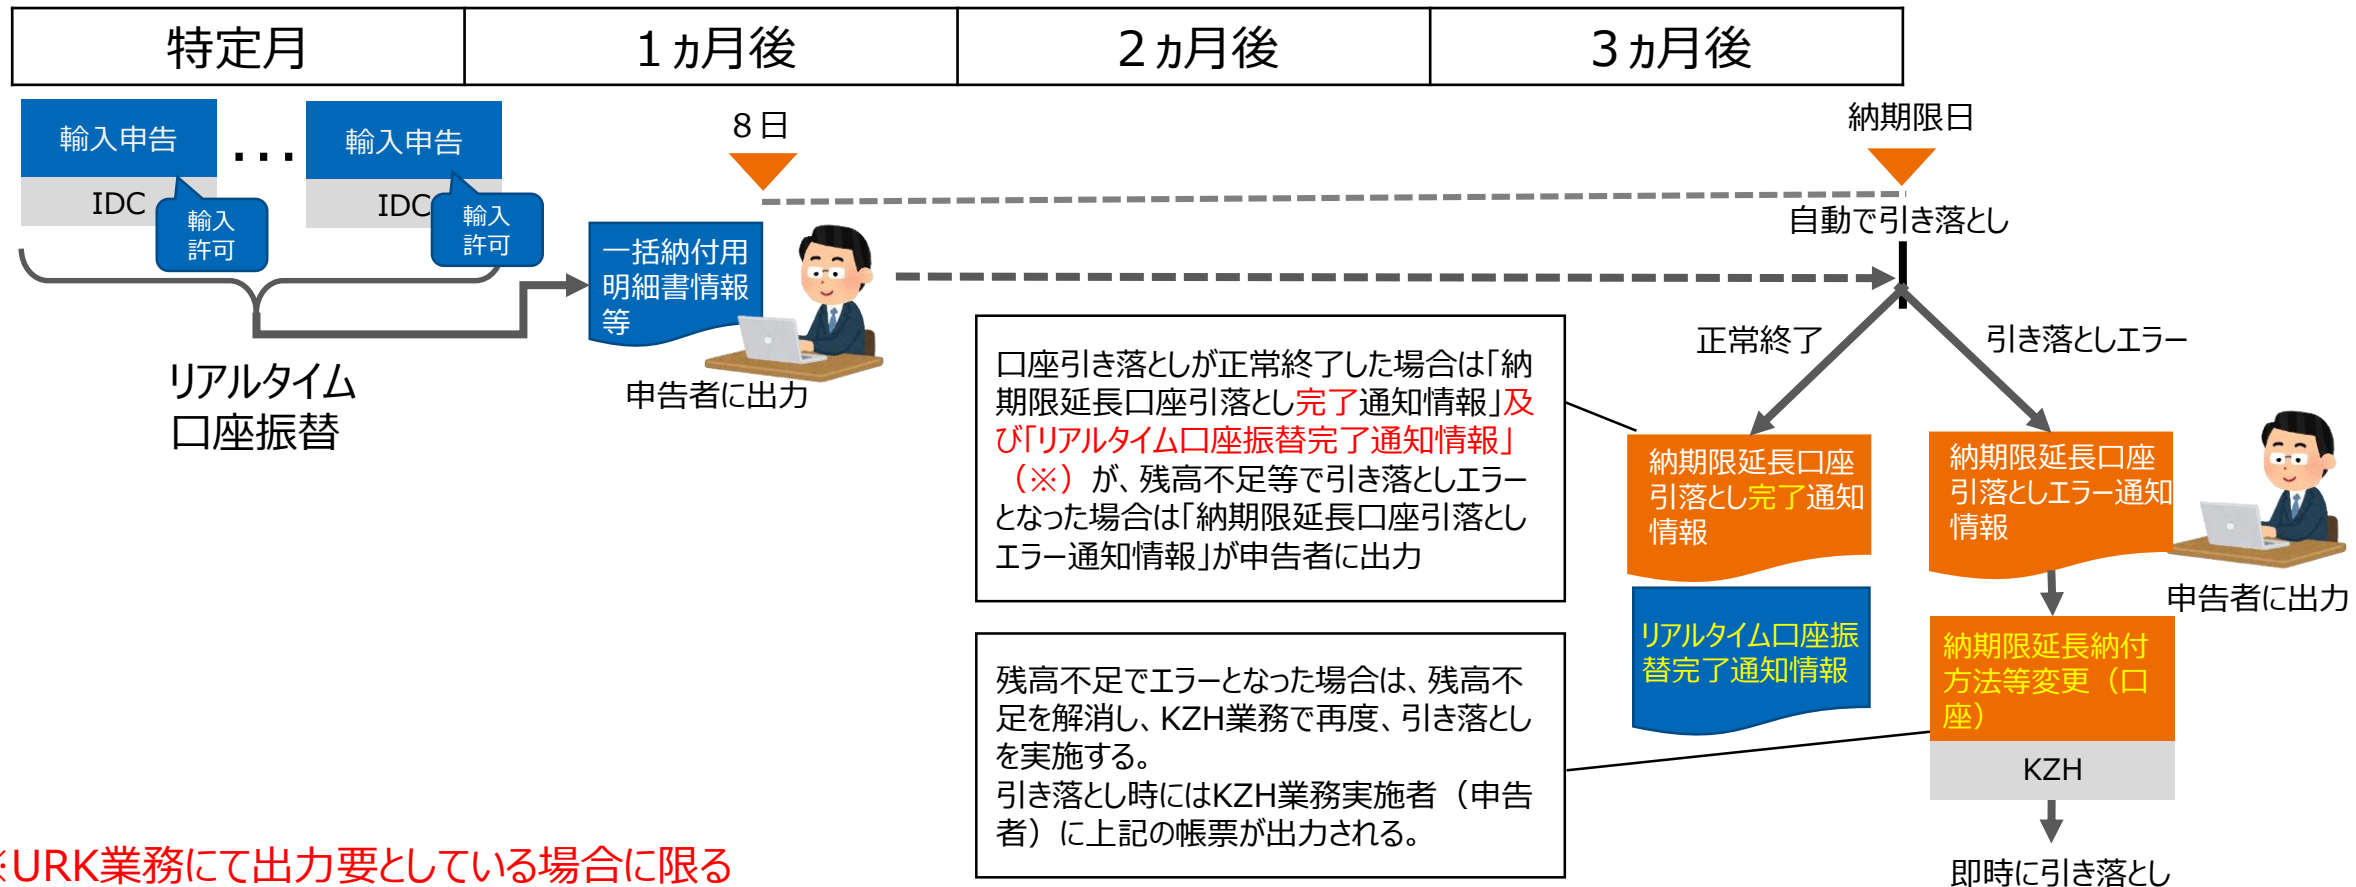 特定月
１ヵ月後
２ヵ月後
３ヵ月後
輸入申告
IDC
輸入
許可
…
輸入申告
IDC
輸入
許可
リアルタイム
口座振替
８日
一括納付用
明細書情報
等
申告者に出力
納期限日
自動で引き落とし
正常終了
引き落としエラー
口座引き落としが正常終了した場合は「納
期限延長口座引落とし完了通知情報」及
び「リアルタイム口座振替完了通知情報」
（※）が、残高不足等で引き落としエラー
となった場合は「納期限延長口座引落とし
エラー通知情報」が申告者に出力
納期限延長口座
引落とし完了通知
情報
リアルタイム口座振
替完了通知情報
納期限延長口座
引落としエラー通知
情報
申告者に出力
残高不足でエラーとなった場合は、残高不
足を解消し、KZH業務で再度、引き落とし
を実施する。
引き落とし時にはKZH業務実施者（申告
者）に上記の帳票が出力される。
納期限延長納付
方法等変更（口
座）
KZH
即時に引き落とし
※URK業務にて出力要としている場合に限る